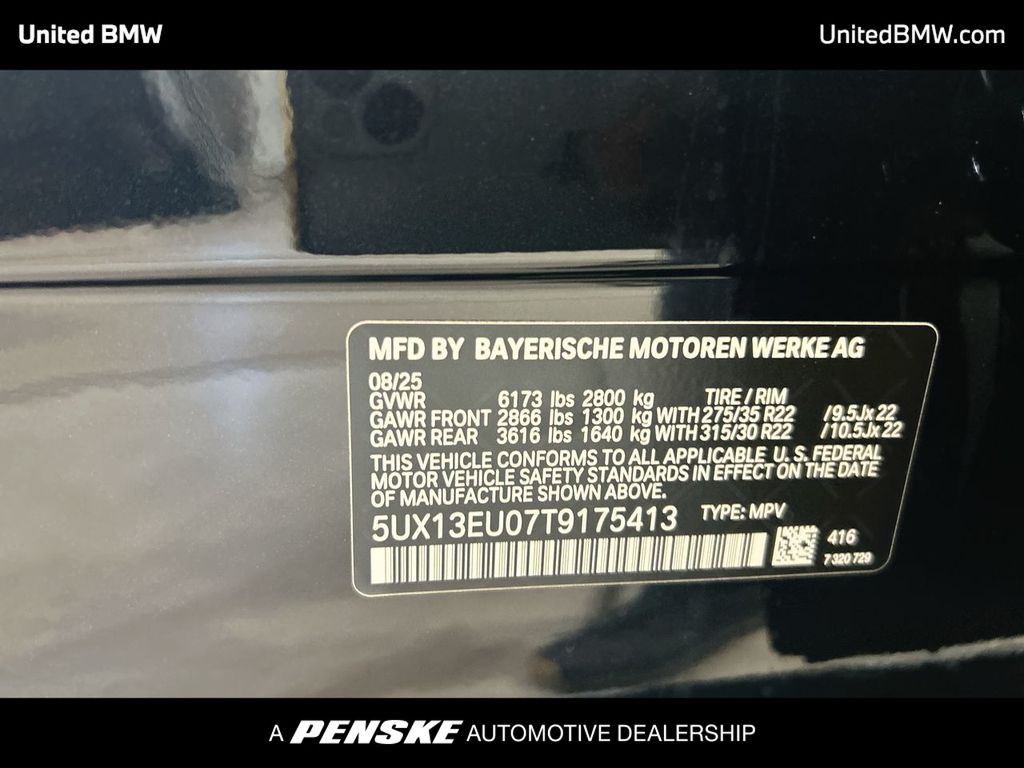 United BMW
UnitedBMW.com
MFD BY BAYERISCHE MOTOREN WERKE AG
08/25
GVWR 6173 lbs 2800 kg TIRE / RIM
GAWR FRONT 2866 lbs 1300 kg WITH 275/35 R22 /9.5Jx22
GAWR REAR 3616 lbs 1640 kg WITH 315/30 R22 /10.5Jx22
THIS VEHICLE CONFORMS TO ALL APPLICABLE U.S. FEDERAL
MOTOR VEHICLE SAFETY STANDARDS IN EFFECT ON THE DATE
OF MANUFACTURE SHOWN ABOVE.
5UX13EU07T9175413 TYPE: MPV
416
7 320 729
A PENSKE AUTOMOTIVE DEALERSHIP